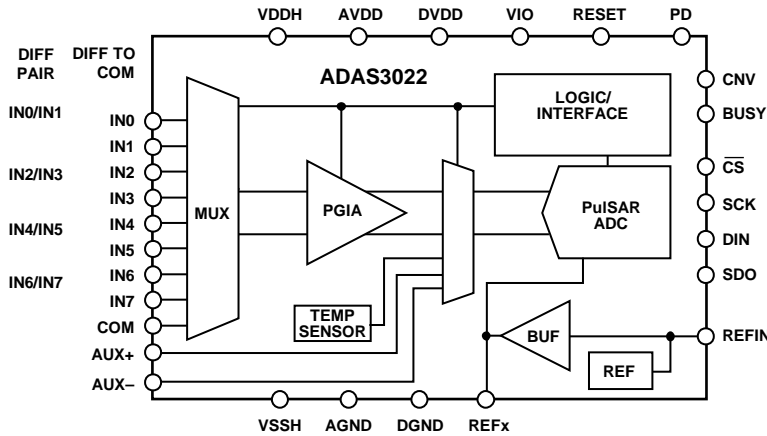 VDDH AVDD DVDD VIO RESET PD
DIFF PAIR
DIFF TO COM
ADAS3022
IN0/IN1
IN2/IN3
IN4/IN5
IN6/IN7
IN0
IN1
IN2
IN3
IN4
IN5
IN6
IN7
COM
AUX+
AUX–
MUX
PGIA
TEMP
SENSOR
LOGIC/
INTERFACE
PulSAR
ADC
BUF
REF
CNV
BUSY
CS
SCK
DIN
SDO
REFIN
VSSH AGND DGND REFx